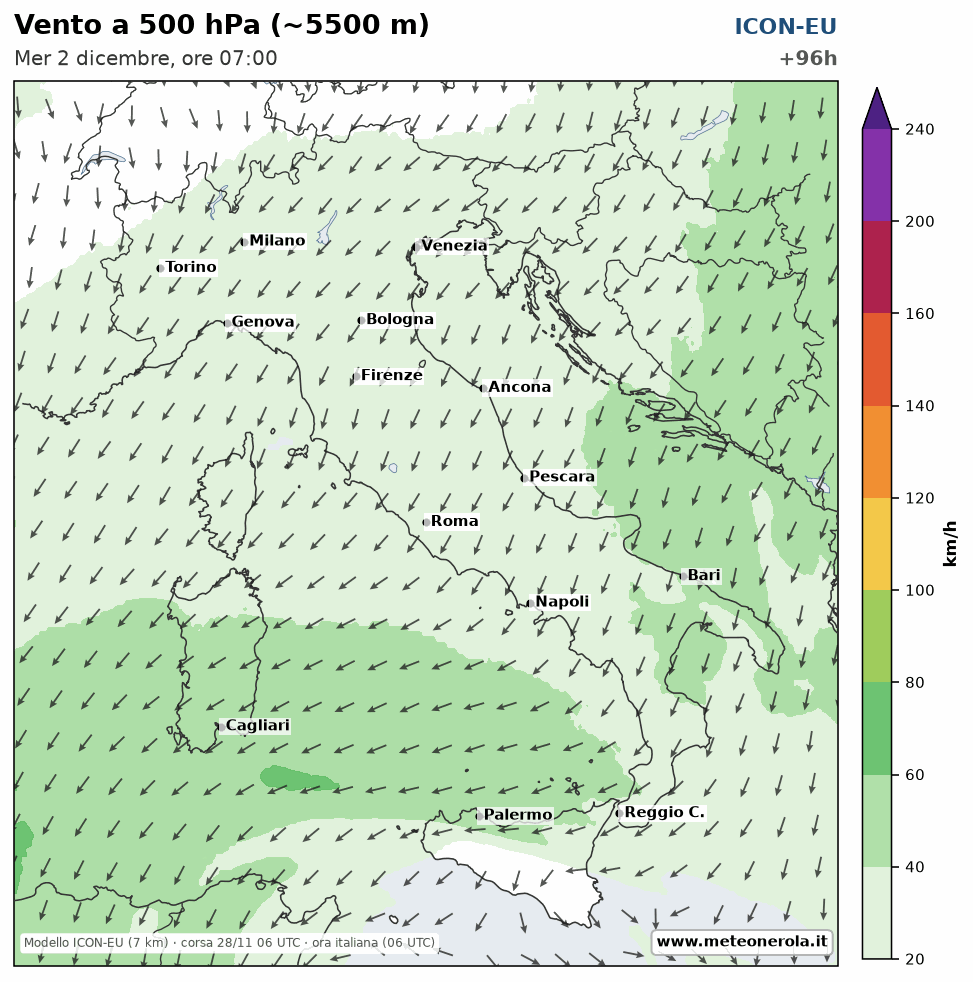 Vento a 500 hPa (~5500 m)
ICON-EU
Mer 2 dicembre, ore 07:00
+96h
Milano
Venezia
Torino
Genova
Bologna
Firenze
Ancona
Pescara
Roma
Bari
Napoli
Cagliari
Palermo
Reggio C.
240
200
160
140
120
100
80
60
40
20
km/h
Modello ICON-EU (7 km) · corsa 28/11 06 UTC · ora italiana (06 UTC)
www.meteonerola.it